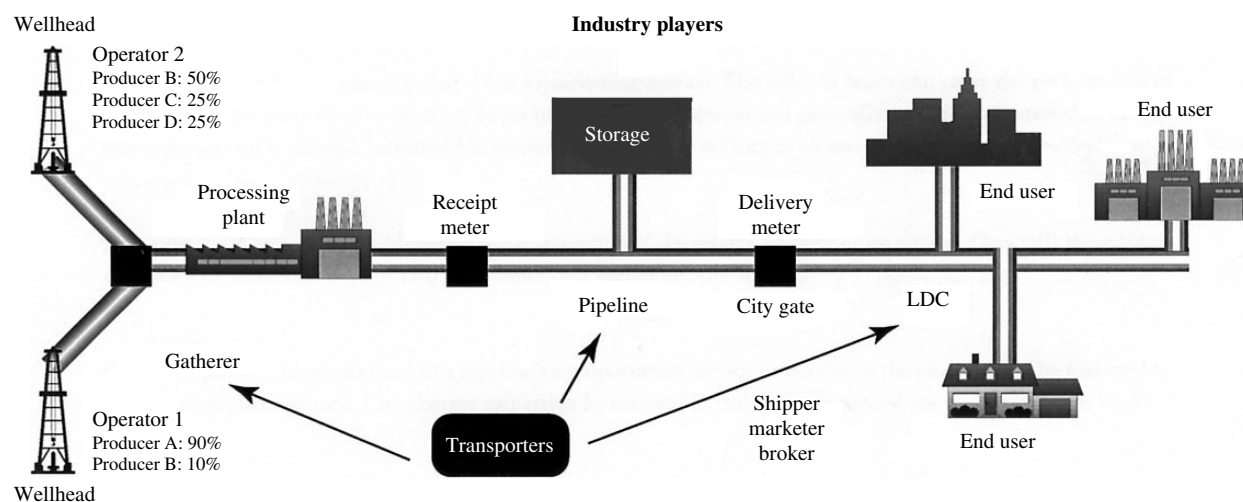 Industry players
Wellhead
Operator 2
Producer B: 50%
Producer C: 25%
Producer D: 25%
Storage
End user
End user
Processing
plant
Receipt
meter
Delivery
meter
Pipeline
City gate
LDC
Gatherer
Operator 1
Producer A: 90%
Producer B: 10%
Wellhead
Transporters
Shipper
marketer
broker
End user